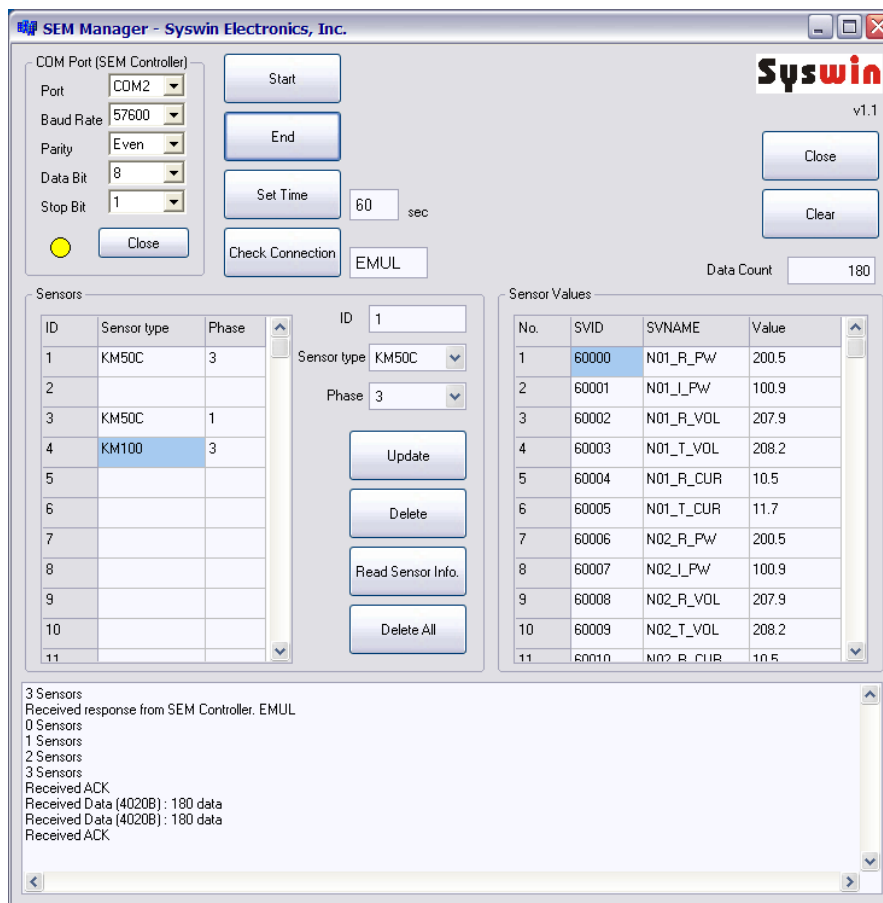 SEM Manager - Syswin Electronics, Inc.
COM Port (SEM Controller)
Port COM2
Baud Rate 57600
Parity Even
Data Bit 8
Stop Bit 1
Close
Start
End
Set Time 60 sec
Check Connection EMUL
Syswin
v1.1
Close
Clear
Data Count 180
Sensors
ID Sensor type Phase
1 KM50C 3
2
3 KM50C 1
4 KM100 3
5
6
7
8
9
10
11
ID 1
Sensor type KM50C
Phase 3
Update
Delete
Read Sensor Info.
Delete All
Sensor Values
No. SVID SVNAME Value
1 60000 N01_R_PW 200.5
2 60001 N01_I_PW 100.9
3 60002 N01_R_VOL 207.9
4 60003 N01_T_VOL 208.2
5 60004 N01_R_CUR 10.5
6 60005 N01_T_CUR 11.7
7 60006 N02_R_PW 200.5
8 60007 N02_I_PW 100.9
9 60008 N02_R_VOL 207.9
10 60009 N02_T_VOL 208.2
11 60010 N02_R_CUR 10.5
3 Sensors
Received response from SEM Controller. EMUL
0 Sensors
1 Sensors
2 Sensors
3 Sensors
Received ACK
Received Data (4020B) : 180 data
Received Data (4020B) : 180 data
Received ACK